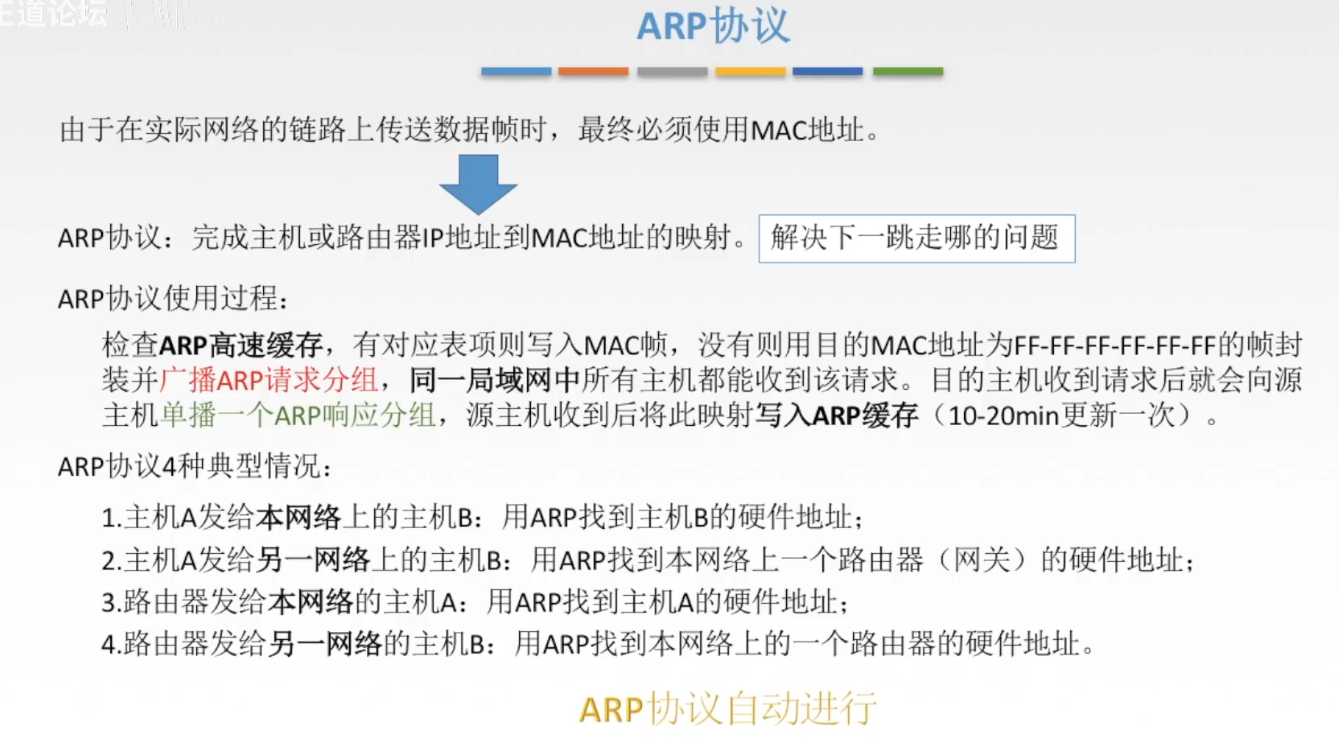 王道论坛
ARP协议
由于在实际网络的链路上传送数据帧时，最终必须使用MAC地址。
ARP协议：完成主机或路由器IP地址到MAC地址的映射。 解决下一跳走哪的问题
ARP协议使用过程：
检查ARP高速缓存，有对应表项则写入MAC帧，没有则用目的MAC地址为FF-FF-FF-FF-FF-FF的帧封
装并广播ARP请求分组，同一局域网中所有主机都能收到该请求。目的主机收到请求后就会向源
主机单播一个ARP响应分组，源主机收到后将此映射写入ARP缓存（10-20min更新一次）。
ARP协议4种典型情况：
1.主机A发给本网络上的主机B：用ARP找到主机B的硬件地址；
2.主机A发给另一网络上的主机B：用ARP找到本网络上一个路由器（网关）的硬件地址；
3.路由器发给本网络的主机A：用ARP找到主机A的硬件地址；
4.路由器发给另一网络的主机B：用ARP找到本网络上的一个路由器的硬件地址。
ARP协议自动进行